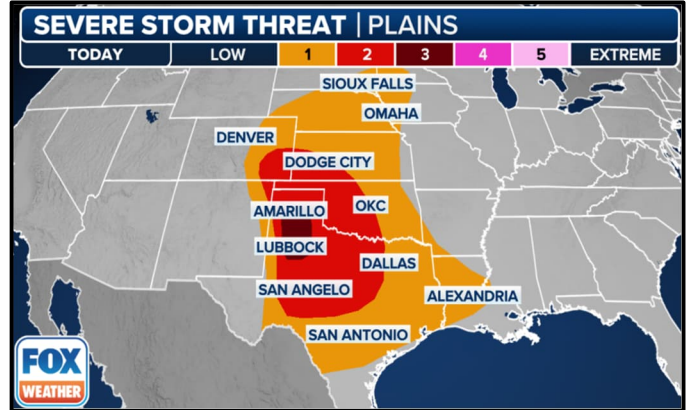 SEVERE STORM THREAT | PLAINS
TODAY LOW 1 2 3 4 5 EXTREME
SIOUX FALLS
OMAHA
DENVER
DODGE CITY
AMARILLO
OKC
LUBBOCK
DALLAS
SAN ANGELO
ALEXANDRIA
SAN ANTONIO
FOX
WEATHER